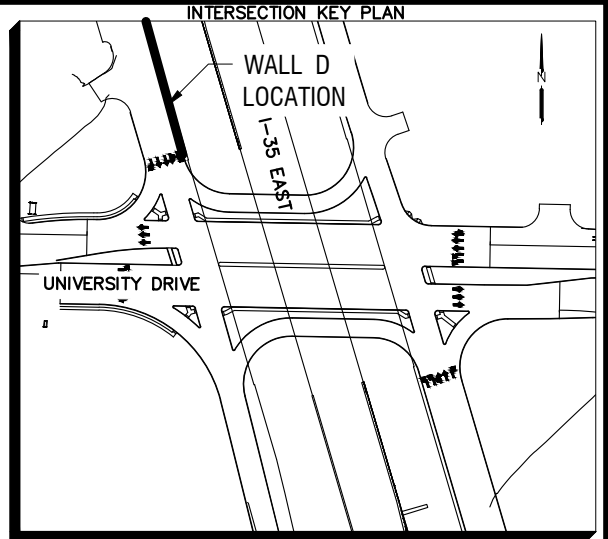 INTERSECTION KEY PLAN
WALL D
LOCATION
N
I-35 EAST
UNIVERSITY DRIVE